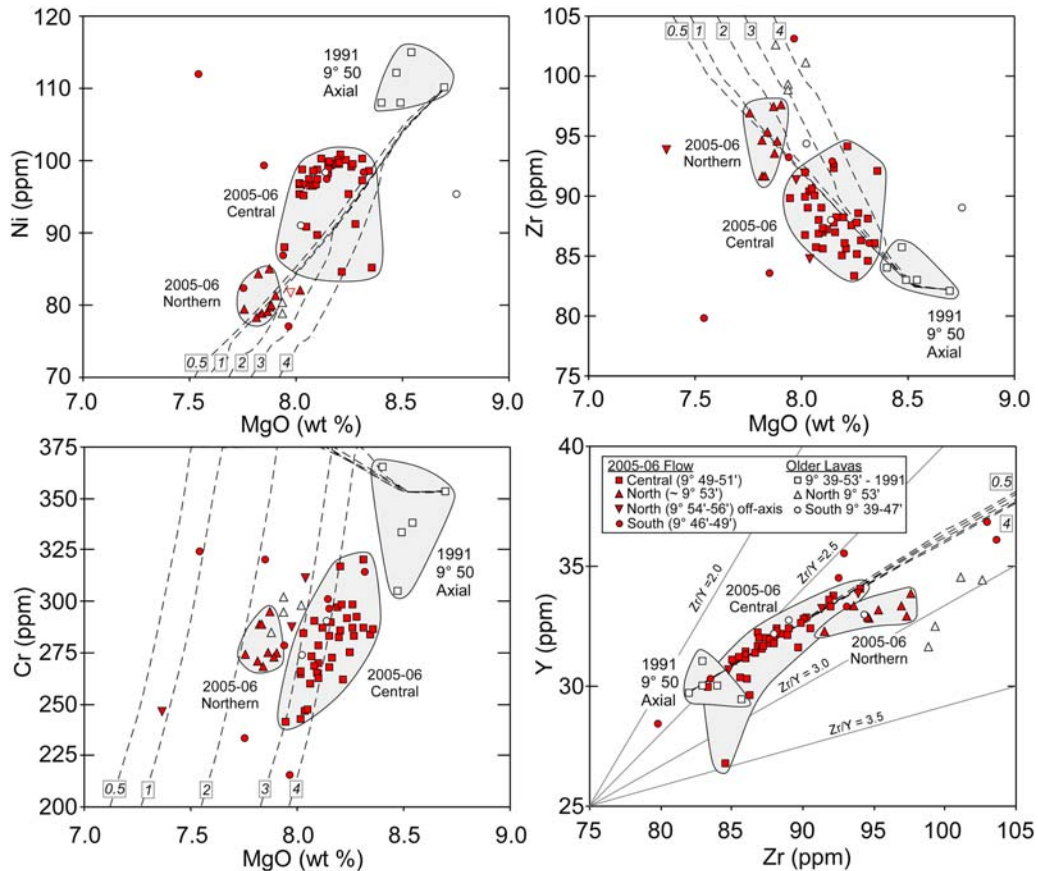 120
110
100
90
80
70
Ni (ppm)
7.0
7.5
8.0
8.5
9.0
MgO (wt %)
1991
9° 50
Axial
2005-06
Central
2005-06
Northern
0.5
1
2
3
4
105
100
95
90
85
80
75
Zr (ppm)
7.0
7.5
8.0
8.5
9.0
MgO (wt %)
0.5
1
2
3
4
2005-06
Northern
2005-06
Central
1991
9° 50
Axial
375
350
325
300
275
250
225
200
Cr (ppm)
7.0
7.5
8.0
8.5
9.0
MgO (wt %)
1991
9° 50
Axial
2005-06
Northern
2005-06
Central
0.5
1
2
3
4
40
35
30
25
Y (ppm)
75
80
85
90
95
100
105
Zr (ppm)
2005-06 Flow
Central (9° 49-51')
North (~ 9° 53')
North (9° 54'-56') off-axis
South (9° 46'-49')
Older Lavas
9° 39-53' - 1991
North 9° 53'
South 9° 39-47'
0.5
4
Zr/Y = 2.0
Zr/Y = 2.5
Zr/Y = 3.0
Zr/Y = 3.5
2005-06
Central
2005-06
Northern
1991
9° 50
Axial